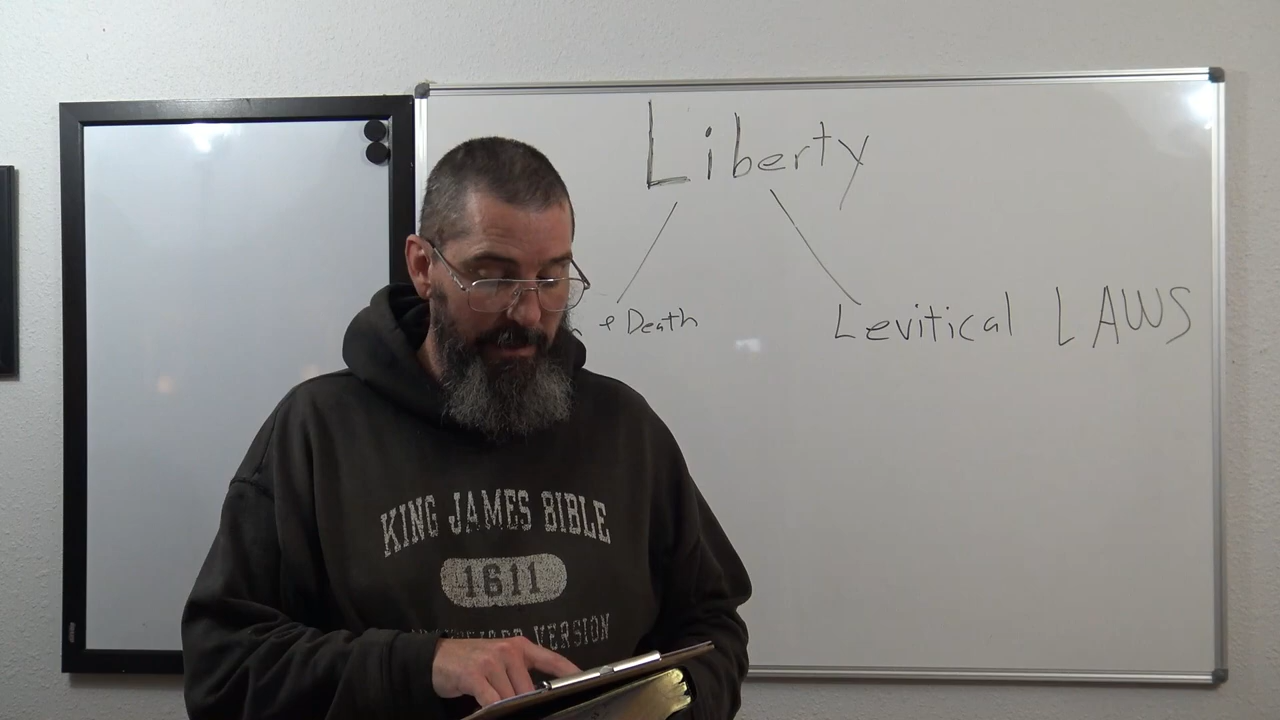 Liberty
& Death
Levitical LAWS
KING JAMES BIBLE
1611
VERSION